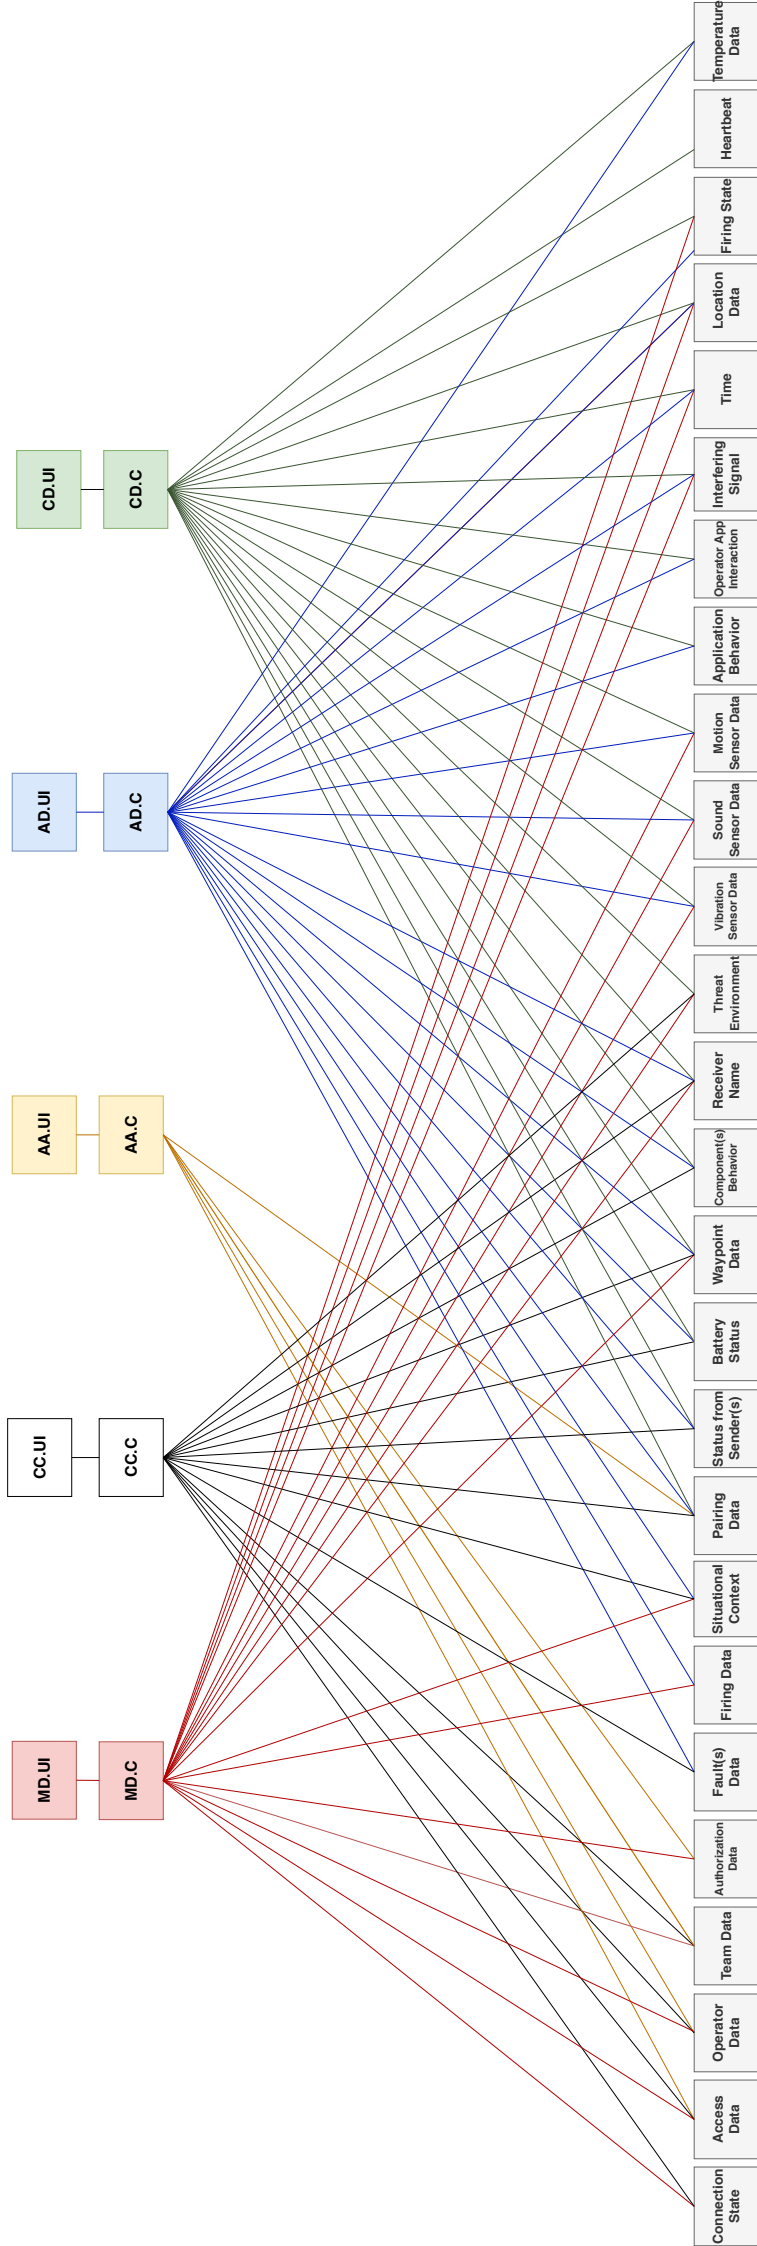 MD.UI
CC.UI
AA.UI
AD.UI
CD.UI
MD.C
CC.C
AA.C
AD.C
CD.C
Connection
State
Access
Data
Operator
Data
Team Data
Authorization
Data
Fault(s)
Data
Firing Data
Situational
Context
Pairing
Data
Status from
Sender(s)
Battery
Status
Waypoint
Data
Component(s)
Behavior
Receiver
Name
Threat
Environment
Vibration
Sensor Data
Sound
Sensor Data
Motion
Sensor Data
Application
Behavior
Operator App
Interaction
Interfering
Signal
Time
Location
Data
Firing State
Heartbeat
Temperature
Data